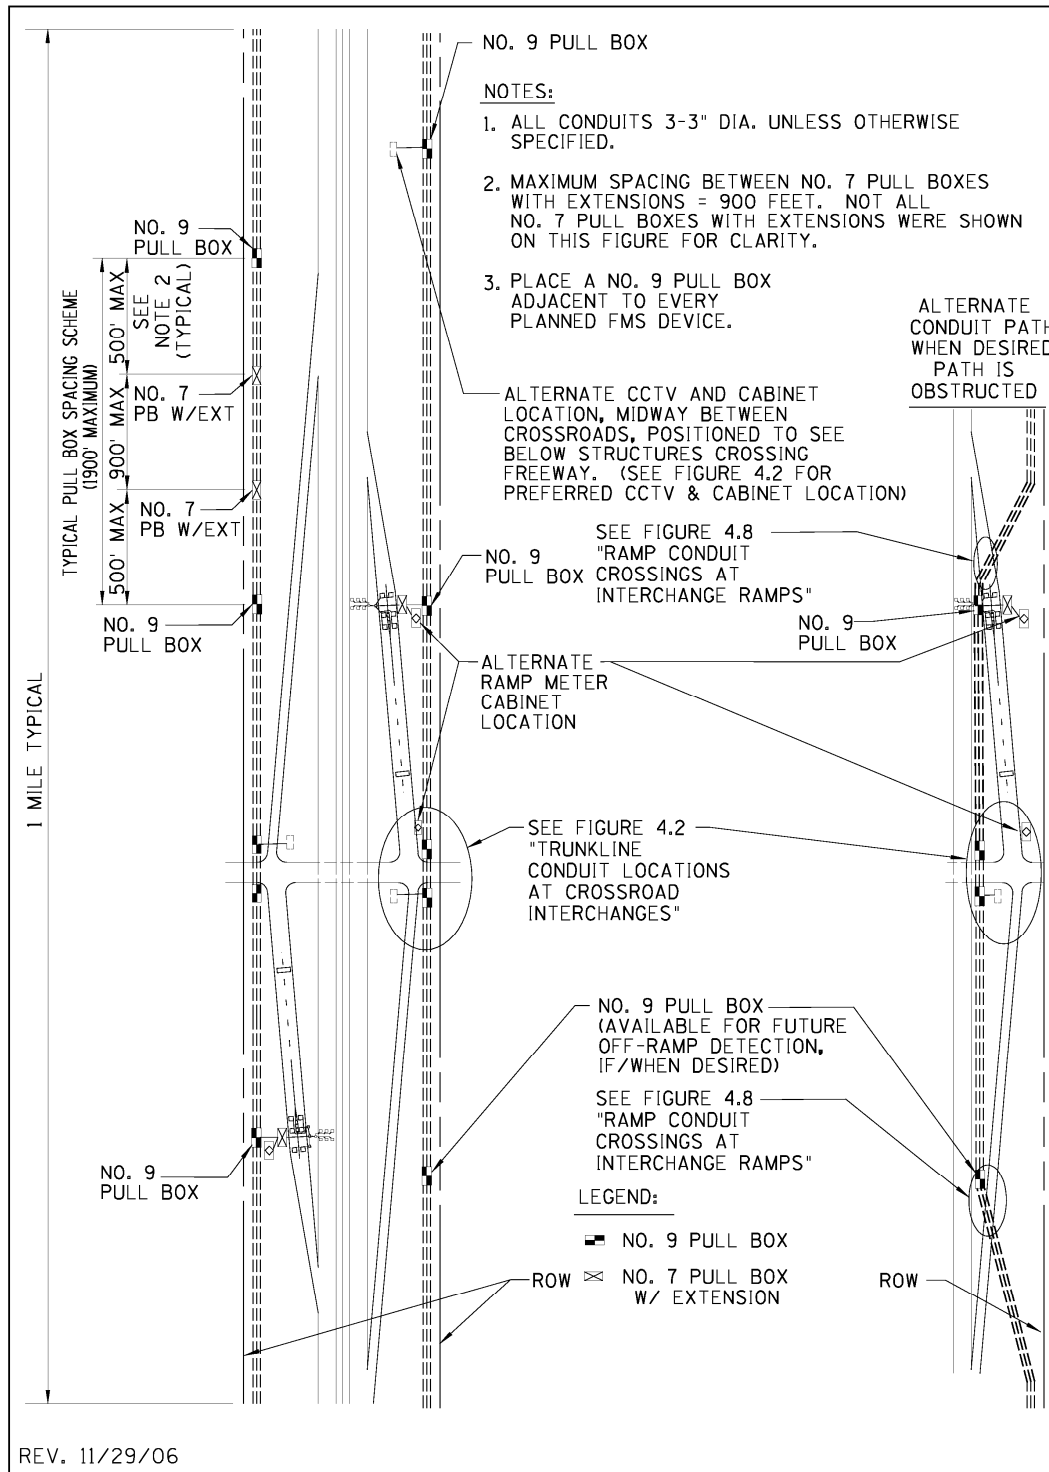 NO. 9 PULL BOX
NOTES:
1. ALL CONDUITS 3-3" DIA. UNLESS OTHERWISE
SPECIFIED.
2. MAXIMUM SPACING BETWEEN NO. 7 PULL BOXES
WITH EXTENSIONS = 900 FEET. NOT ALL
NO. 7 PULL BOXES WITH EXTENSIONS WERE SHOWN
ON THIS FIGURE FOR CLARITY.
3. PLACE A NO. 9 PULL BOX
ADJACENT TO EVERY
PLANNED FMS DEVICE.
NO. 9
PULL BOX
TYPICAL PULL BOX SPACING SCHEME
(1900' MAXIMUM)
500' MAX
SEE
NOTE 2
(TYPICAL)
900' MAX
500' MAX
NO. 7
PB W/EXT
NO. 7
PB W/EXT
NO. 9
PULL BOX
1 MILE TYPICAL
ALTERNATE
CONDUIT PATH
WHEN DESIRED
PATH IS
OBSTRUCTED
ALTERNATE CCTV AND CABINET
LOCATION, MIDWAY BETWEEN
CROSSROADS, POSITIONED TO SEE
BELOW STRUCTURES CROSSING
FREEWAY. (SEE FIGURE 4.2 FOR
PREFERRED CCTV & CABINET LOCATION)
SEE FIGURE 4.8
"RAMP CONDUIT
CROSSINGS AT
INTERCHANGE RAMPS"
NO. 9
PULL BOX
NO. 9
PULL BOX
ALTERNATE
RAMP METER
CABINET
LOCATION
SEE FIGURE 4.2
"TRUNKLINE
CONDUIT LOCATIONS
AT CROSSROAD
INTERCHANGES"
NO. 9 PULL BOX
(AVAILABLE FOR FUTURE
OFF-RAMP DETECTION,
IF/WHEN DESIRED)
SEE FIGURE 4.8
"RAMP CONDUIT
CROSSINGS AT
INTERCHANGE RAMPS"
NO. 9
PULL BOX
LEGEND:
NO. 9 PULL BOX
NO. 7 PULL BOX
W/ EXTENSION
ROW
ROW
REV. 11/29/06